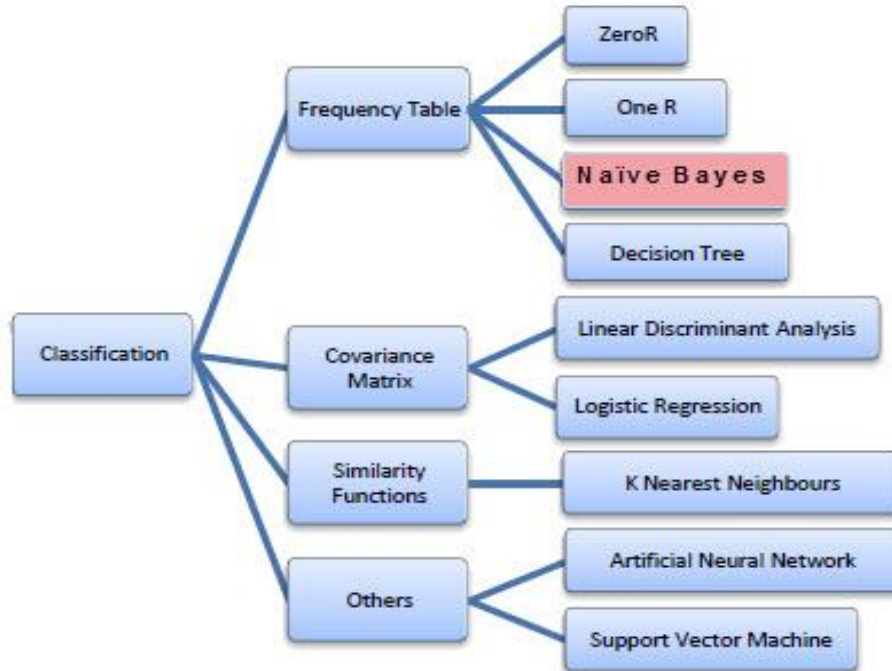 Classification
Frequency Table
ZeroR
One R
Naïve Bayes
Decision Tree
Covariance
Matrix
Linear Discriminant Analysis
Logistic Regression
Similarity
Functions
K Nearest Neighbours
Others
Artificial Neural Network
Support Vector Machine